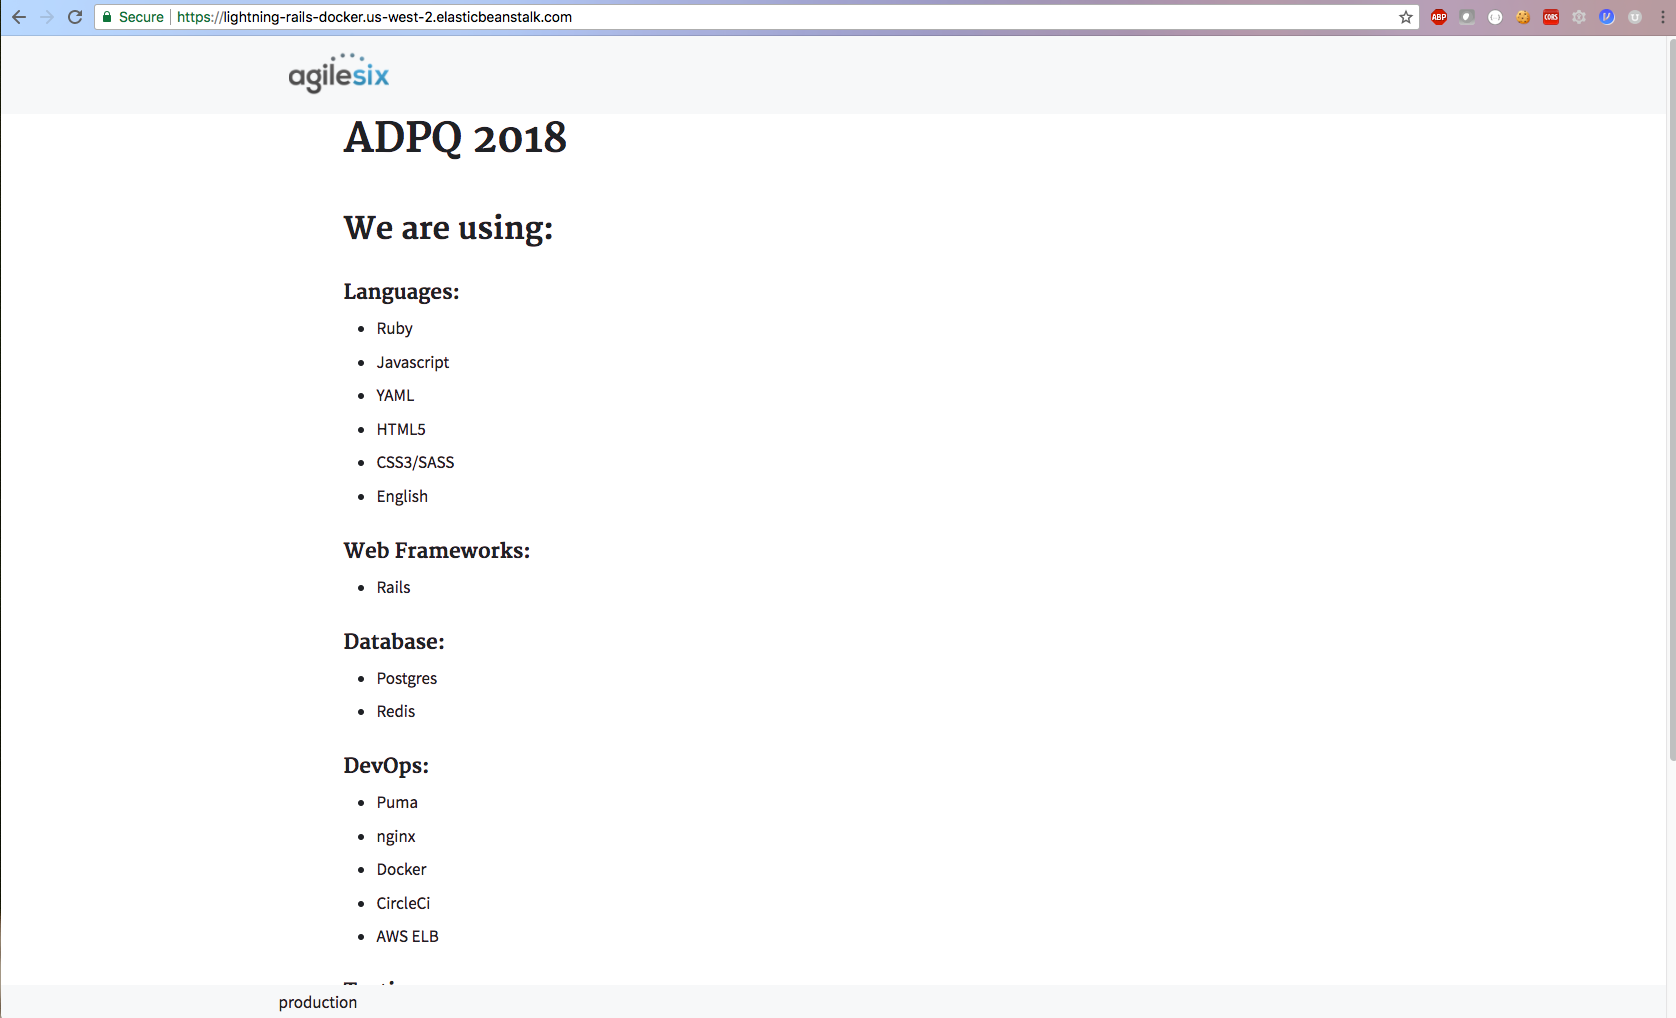 Secure https://lightning-rails-docker.us-west-2.elasticbeanstalk.com
ABP
CORS
agilesix
ADPQ 2018
We are using:
Languages:
Ruby
Javascript
YAML
HTML5
CSS3/SASS
English
Web Frameworks:
Rails
Database:
Postgres
Redis
DevOps:
Puma
nginx
Docker
CircleCi
AWS ELB
production